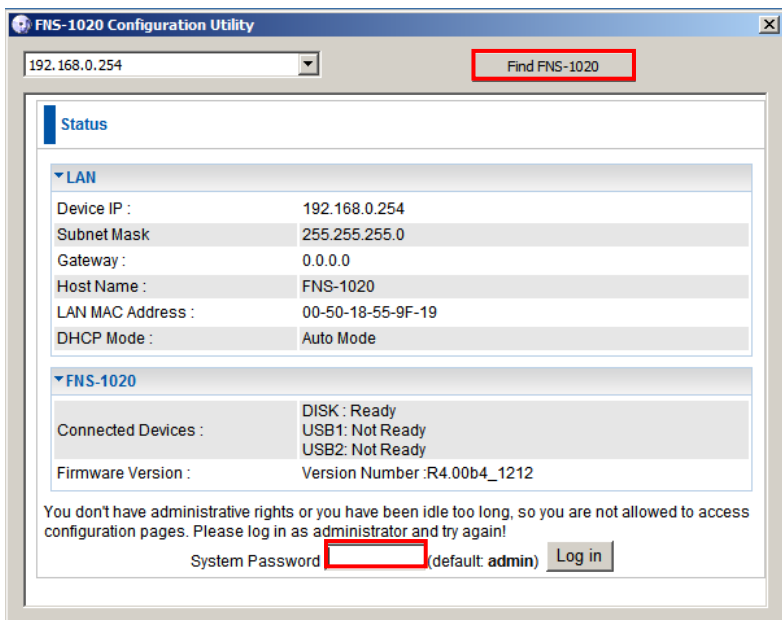 FNS-1020 Configuration Utility
192.168.0.254
Find FNS-1020
Status
LAN
Device IP : 192.168.0.254
Subnet Mask 255.255.255.0
Gateway : 0.0.0.0
Host Name : FNS-1020
LAN MAC Address : 00-50-18-55-9F-19
DHCP Mode : Auto Mode
FNS-1020
Connected Devices : DISK : Ready
USB1: Not Ready
USB2: Not Ready
Firmware Version : Version Number :R4.00b4_1212
You don't have administrative rights or you have been idle too long, so you are not allowed to access
configuration pages. Please log in as administrator and try again!
System Password (default: admin) Log in